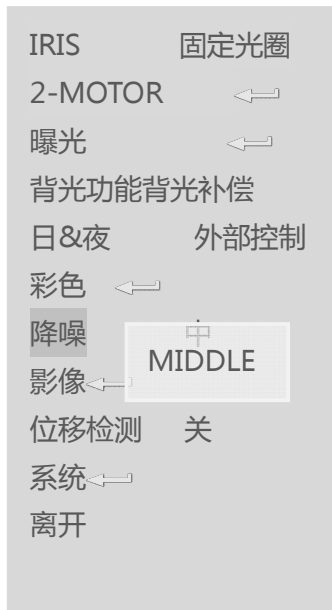 IRIS 固定光圈
2-MOTOR
曝光
背光功能背光补偿
日&夜 外部控制
彩色
降噪 中
MIDDLE
影像
位移检测 关
系统
离开